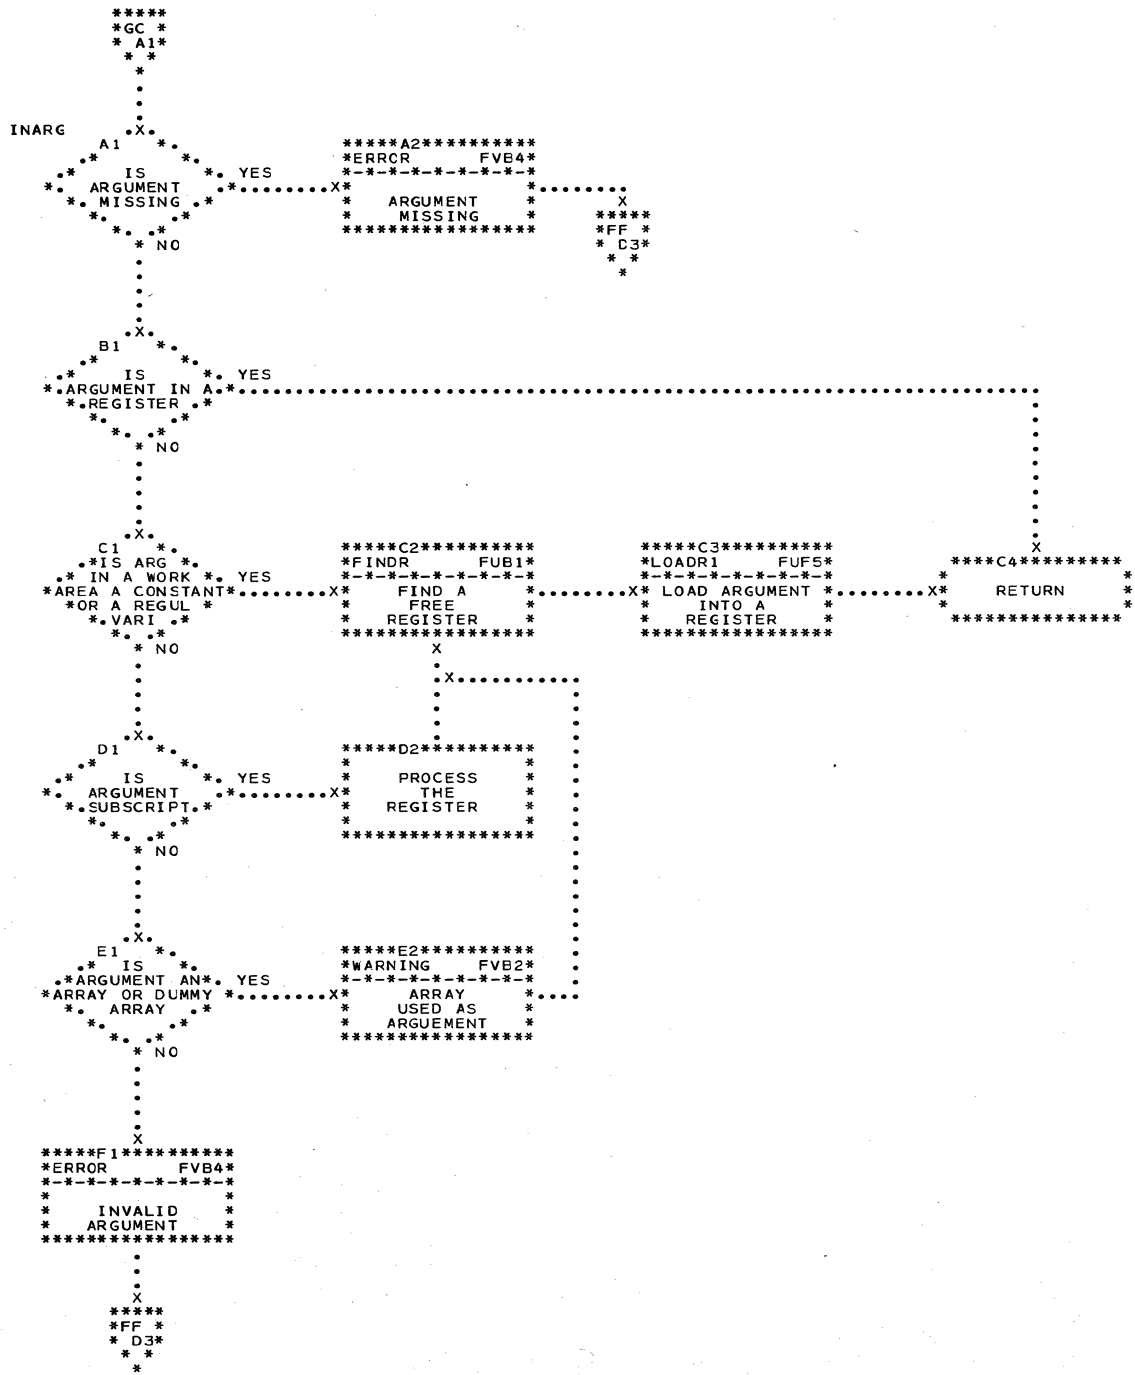 GC
A1
INARG
A1
IS
ARGUMENT
MISSING
YES
NO
A2
ERRCR FVB4
ARGUMENT
MISSING
FF
D3
B1
IS
ARGUMENT IN A
REGISTER
YES
NO
C1
IS ARG
IN A WORK
AREA A CONSTANT
OR A REGUL
VARI
YES
NO
C2
FINDR FUB1
FIND A
FREE
REGISTER
C3
LOADR1 FUF5
LOAD ARGUMENT
INTO A
REGISTER
C4
RETURN
D1
IS
ARGUMENT
SUBSCRIPT
YES
NO
D2
PROCESS
THE
REGISTER
E1
IS
ARGUMENT AN
ARRAY OR DUMMY
ARRAY
YES
NO
E2
WARNING FVB2
ARRAY
USED AS
ARGUEMENT
F1
ERROR FVB4
INVALID
ARGUMENT
FF
D3